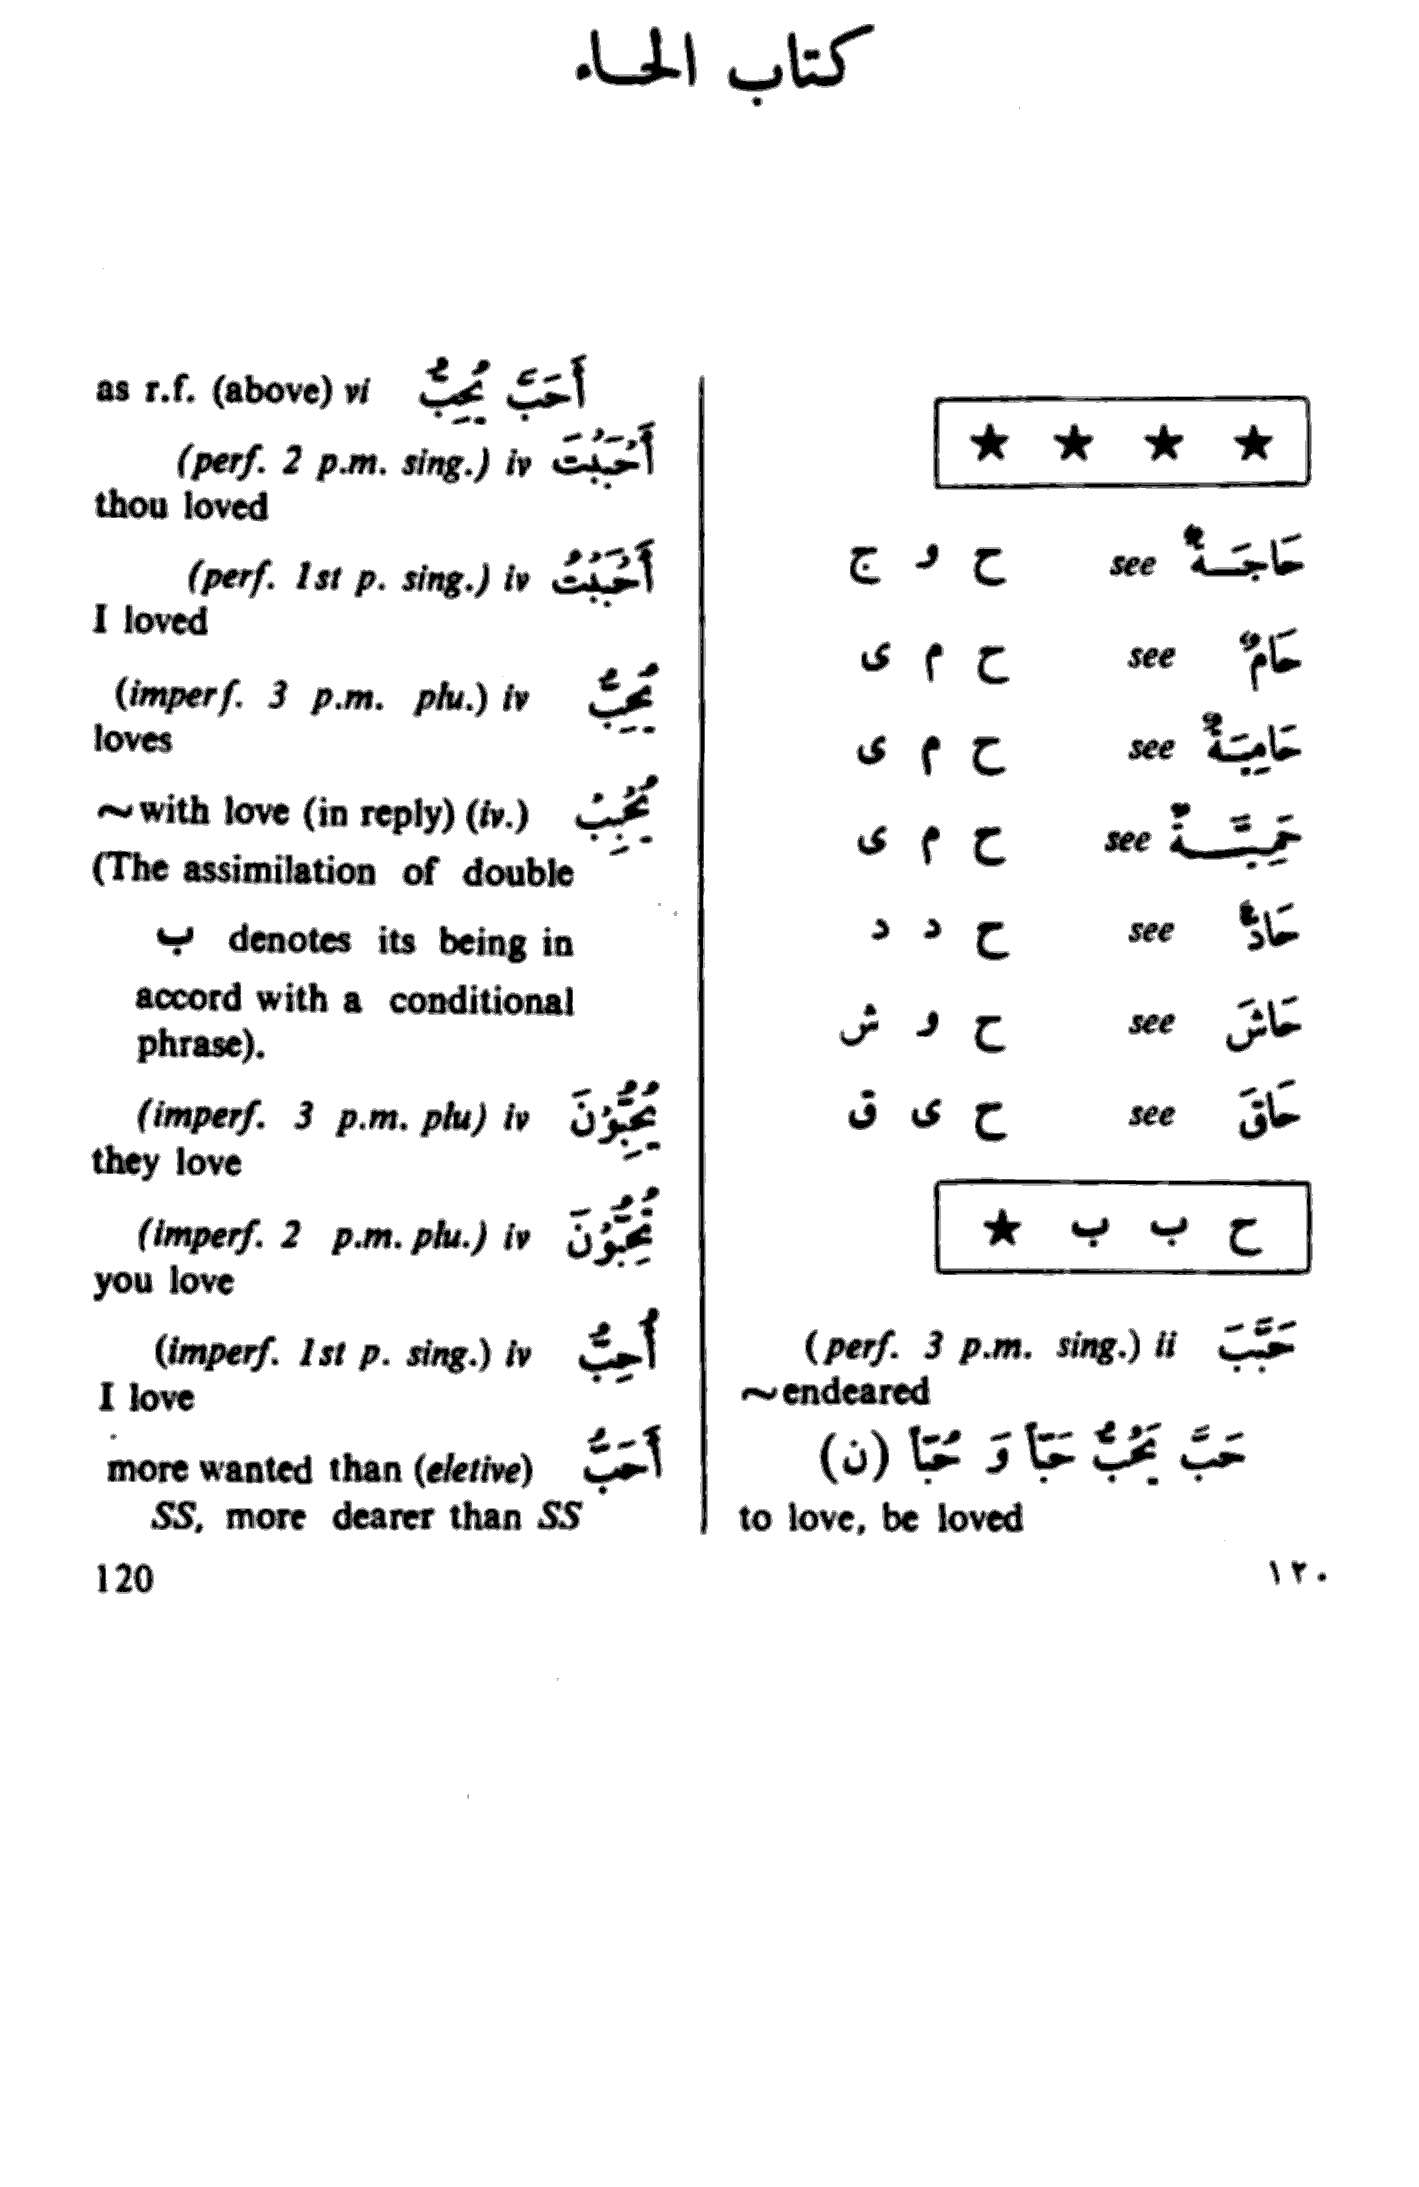 كتاب الحاء
★ ★ ★ ★
حَاجَةٌ see ح و ج
حَامٌ see ح م ى
حَامِيَةٌ see ح م ى
حَمِيَّةٌ see ح م ى
حَادَّ see ح د د
حَاشَ see ح و ش
حَاقَ see ح ى ق
ح ب ب ★
حَبَّبَ (perf. 3 p.m. sing.) ii
~endeared
حَبَّ يَحُبُّ حَبّاً وَ حُبّاً (ن)
to love, be loved
أَحَبَّ يُحِبُّ as r.f. (above) vi
أَحْبَبْتَ (perf. 2 p.m. sing.) iv
thou loved
أَحْبَبْتُ (perf. 1st p. sing.) iv
I loved
يُحِبُّ (imperf. 3 p.m. plu.) iv
loves
يُحْبِبْ ~with love (in reply) (iv.)
(The assimilation of double
ب denotes its being in
accord with a conditional
phrase).
يُحِبُّوْنَ (imperf. 3 p.m. plu) iv
they love
تُحِبُّوْنَ (imperf. 2 p.m. plu.) iv
you love
أُحِبُّ (imperf. 1st p. sing.) iv
I love
أَحَبُّ more wanted than (eletive)
SS, more dearer than SS
120
١٢٠